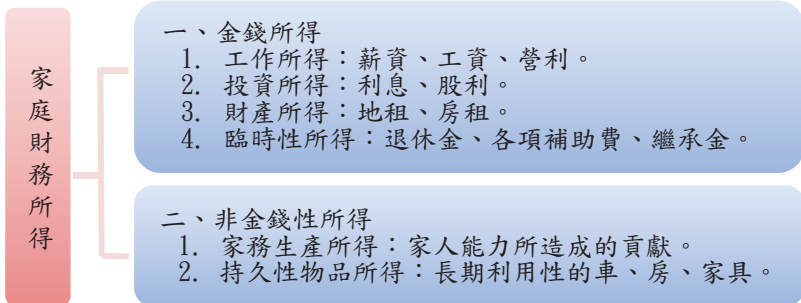 家庭財務所得
一、金錢所得
1. 工作所得：薪資、工資、營利。
2. 投資所得：利息、股利。
3. 財產所得：地租、房租。
4. 臨時性所得：退休金、各項補助費、繼承金。
二、非金錢性所得
1. 家務生產所得：家人能力所造成的貢獻。
2. 持久性物品所得：長期利用性的車、房、家具。